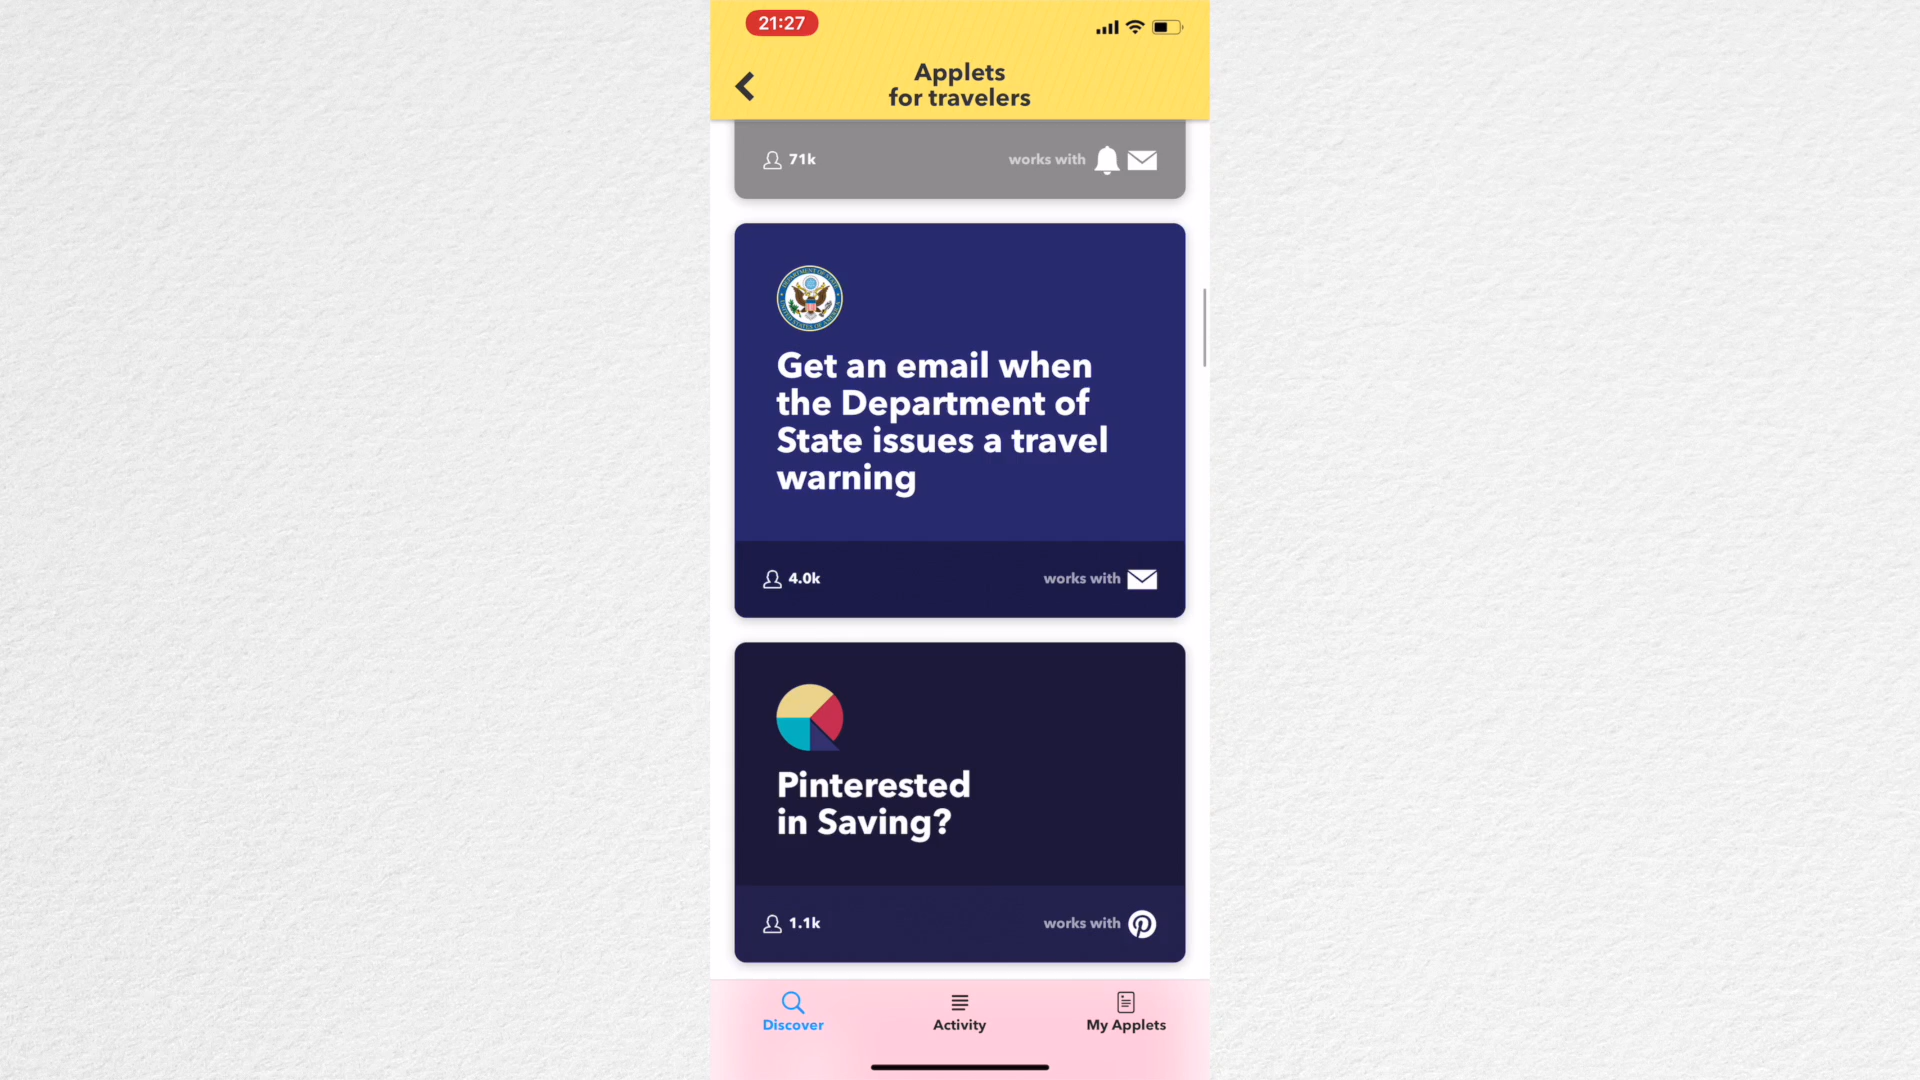 21:27
Applets
for travelers
71k
works with
Get an email when
the Department of
State issues a travel
warning
4.0k
works with
Pinterested
in Saving?
1.1k
works with
Discover
Activity
My Applets